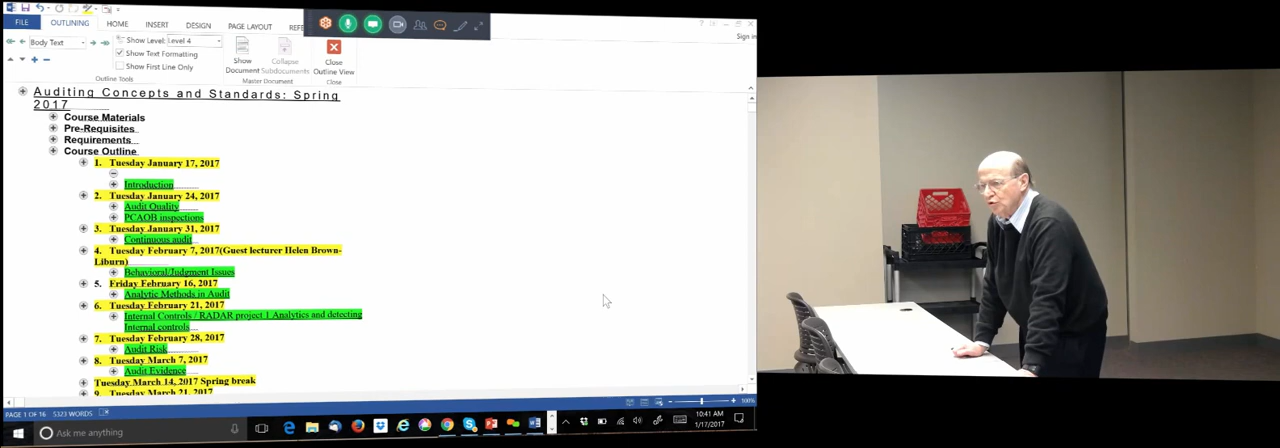 FILE OUTLINING HOME INSERT DESIGN PAGE LAYOUT REFE
Sign in
Body Text
Show Level: Level 4
Show Text Formatting
Show First Line Only
Outline Tools
Show Document
Collapse Subdocuments
Master Document
Close Outline View
Close
Auditing Concepts and Standards: Spring
2017
Course Materials
Pre-Requisites
Requirements
Course Outline
1. Tuesday January 17, 2017
Introduction
2. Tuesday January 24, 2017
Audit Quality
PCAOB inspections
3. Tuesday January 31, 2017
Continuous audit
4. Tuesday February 7, 2017(Guest lecturer Helen Brown-
Liburn)
Behavioral/Judgment Issues
5. Friday February 16, 2017
Analytic Methods in Audit
6. Tuesday February 21, 2017
Internal Controls / RADAR project 1 Analytics and detecting
Internal controls
7. Tuesday February 28, 2017
Audit Risk
8. Tuesday March 7, 2017
Audit Evidence
Tuesday March 14, 2017 Spring break
9. Tuesday March 21, 2017
PAGE 1 OF 16 5323 WORDS
100%
Ask me anything
10:41 AM
1/17/2017